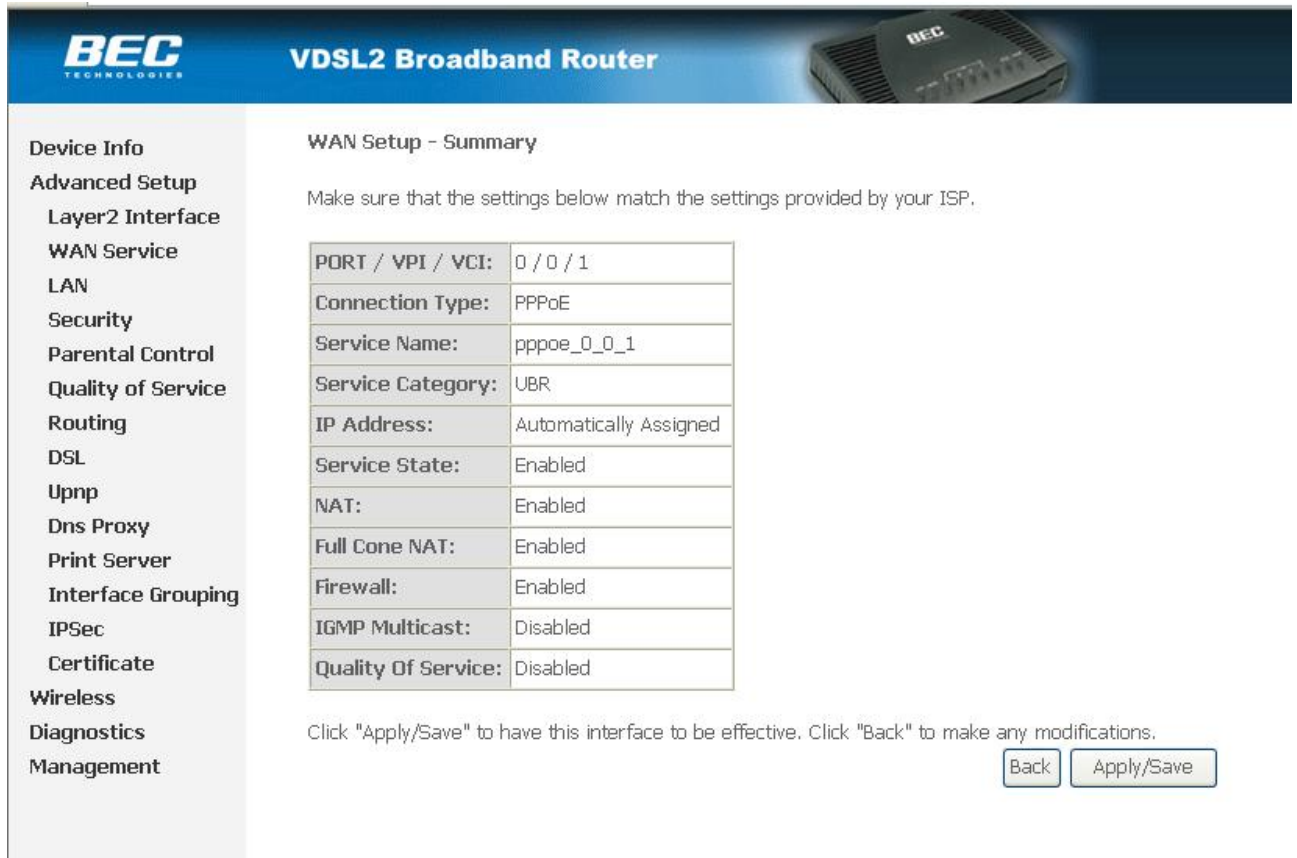 BEC
TECHNOLOGIES
VDSL2 Broadband Router
BEC
Device Info
Advanced Setup
Layer2 Interface
WAN Service
LAN
Security
Parental Control
Quality of Service
Routing
DSL
Upnp
Dns Proxy
Print Server
Interface Grouping
IPSec
Certificate
Wireless
Diagnostics
Management
WAN Setup - Summary
Make sure that the settings below match the settings provided by your ISP.
PORT / VPI / VCI: 0 / 0 / 1
Connection Type: PPPoE
Service Name: pppoe_0_0_1
Service Category: UBR
IP Address: Automatically Assigned
Service State: Enabled
NAT: Enabled
Full Cone NAT: Enabled
Firewall: Enabled
IGMP Multicast: Disabled
Quality Of Service: Disabled
Click "Apply/Save" to have this interface to be effective. Click "Back" to make any modifications.
Back Apply/Save